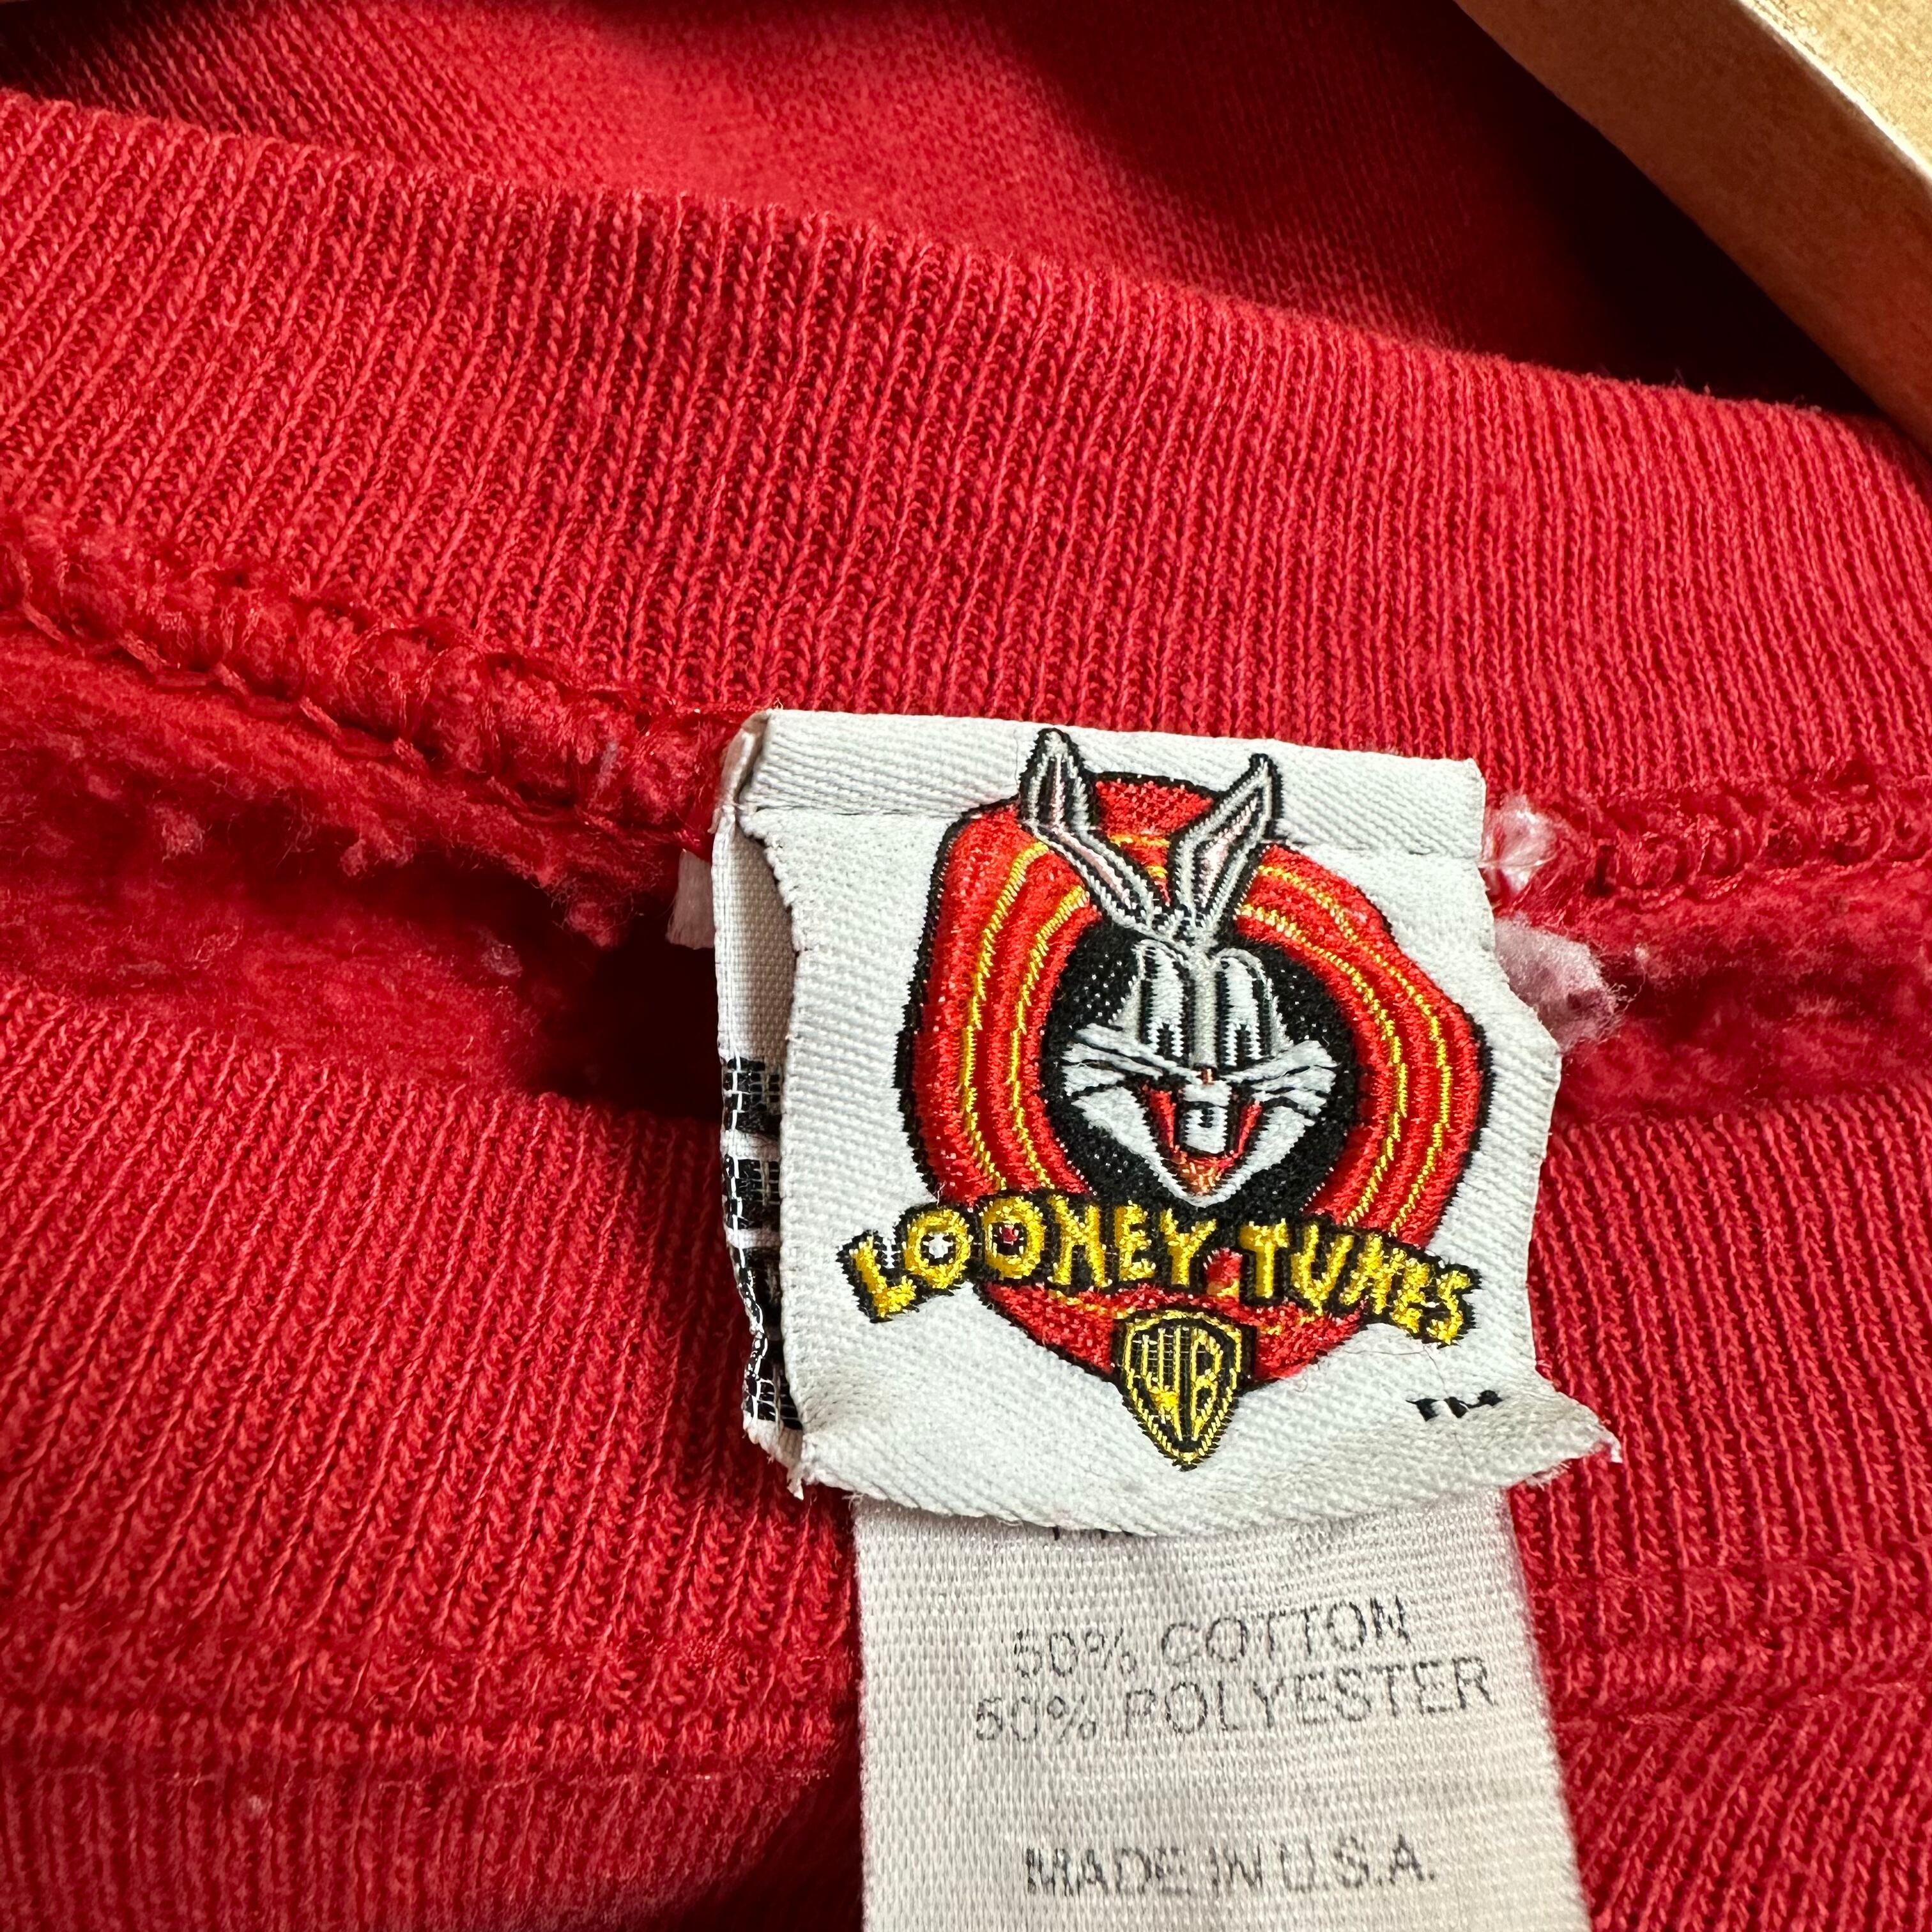 LOONEY TUNES
WB
TM
50% COTTON
50% POLYESTER
MADE IN U.S.A.